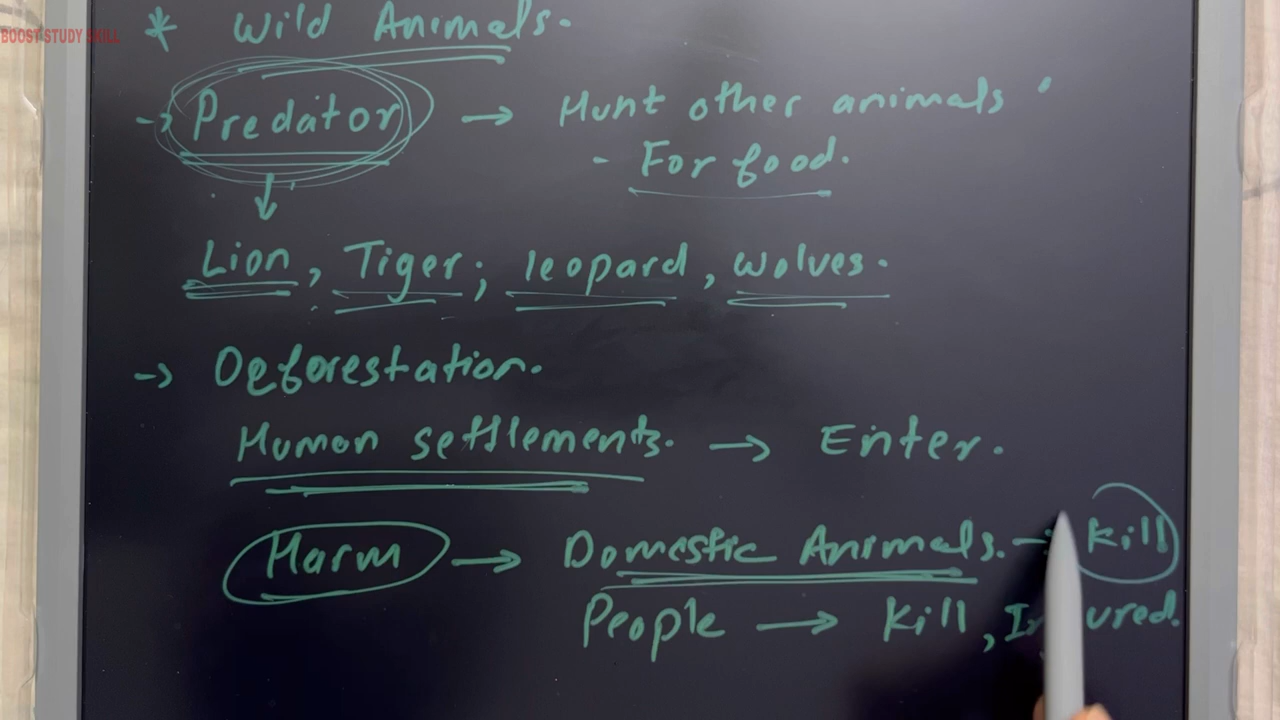 BOOST STUDY SKILL
* Wild Animals.
→ Predator → Hunt other animals
- For food.
↓
Lion, Tiger; leopard, wolves.
→ Deforestation.
Human settlements. → Enter.
Harm → Domestic Animals. → Kill
People → Kill,